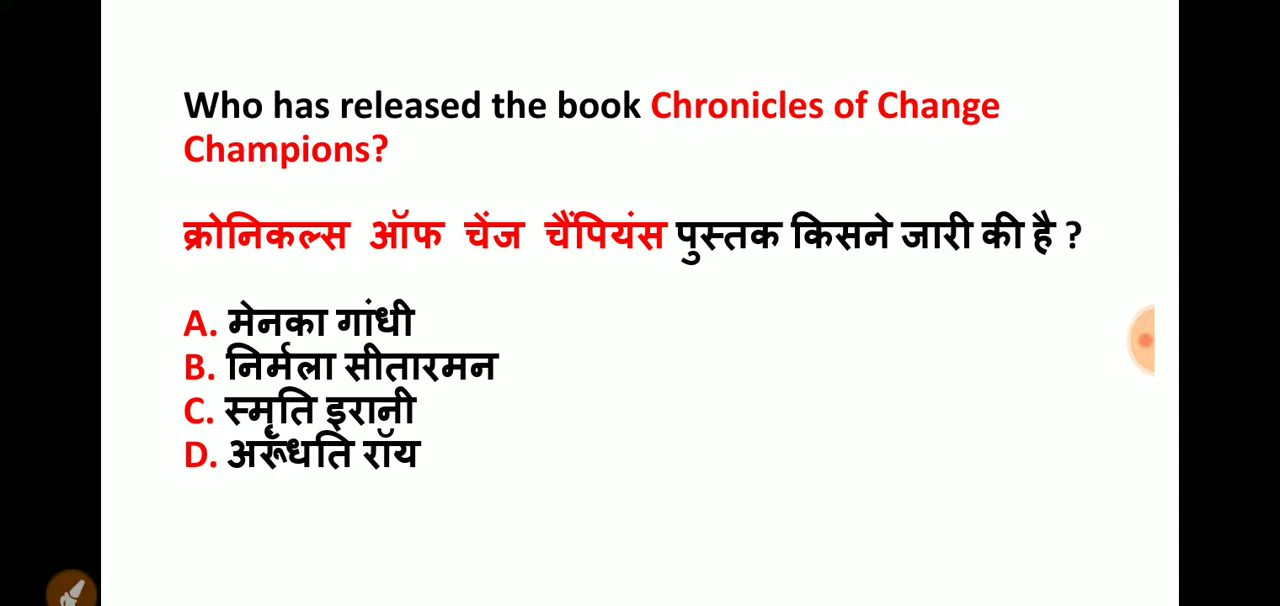 Who has released the book Chronicles of Change
Champions?
क्रोनिकल्स ऑफ चेंज चैंपियंस पुस्तक किसने जारी की है ?
A. मेनका गांधी
B. निर्मला सीतारमन
C. स्मृति इरानी
D. अरूँधति रॉय